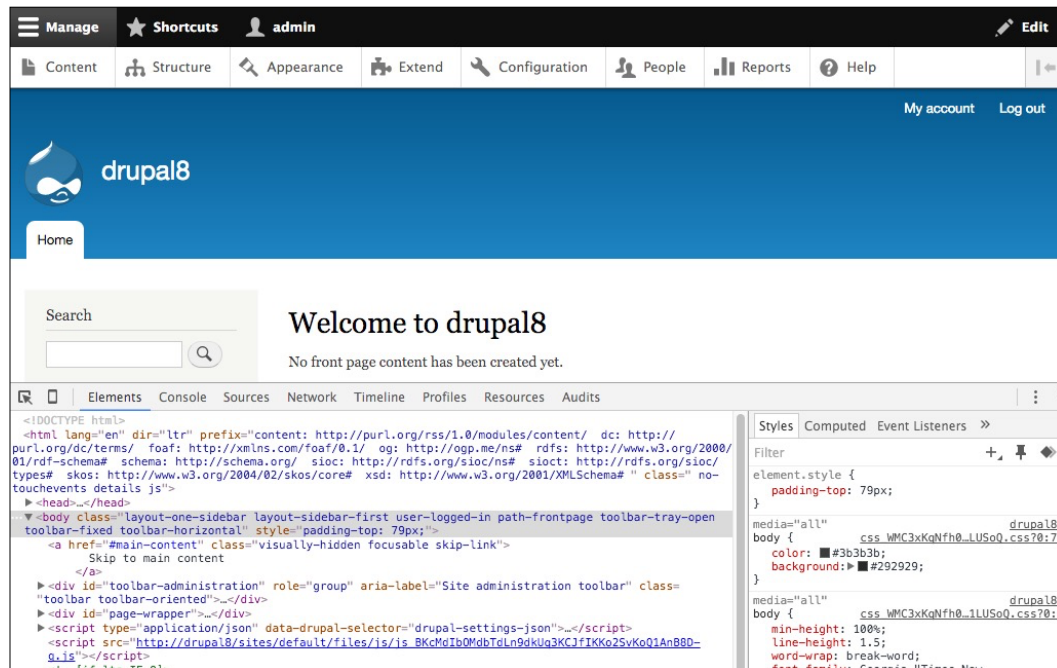 Manage Shortcuts admin Edit
Content Structure Appearance Extend Configuration People Reports Help
My account Log out
drupal8
Home
Search
Welcome to drupal8
No front page content has been created yet.
Elements Console Sources Network Timeline Profiles Resources Audits
<!DOCTYPE html>
<html lang="en" dir="ltr" prefix="content: http://purl.org/rss/1.0/modules/content/ dc: http://
purl.org/dc/terms/ foaf: http://xmlns.com/foaf/0.1/ og: http://ogp.me/ns# rdfs: http://www.w3.org/2000/
01/rdf-schema# schema: http://schema.org/ sioc: http://rdfs.org/sioc/ns# sioct: http://rdfs.org/sioc/
types# skos: http://www.w3.org/2004/02/skos/core# xsd: http://www.w3.org/2001/XMLSchema# " class=" no-
touchevents details js">
<head>…</head>
<body class="layout-one-sidebar layout-sidebar-first user-logged-in path-frontpage toolbar-tray-open
toolbar-fixed toolbar-horizontal" style="padding-top: 79px;">
<a href="#main-content" class="visually-hidden focusable skip-link">
Skip to main content
</a>
<div id="toolbar-administration" role="group" aria-label="Site administration toolbar" class=
"toolbar toolbar-oriented">…</div>
<div id="page-wrapper">…</div>
<script type="application/json" data-drupal-selector="drupal-settings-json">…</script>
<script src="http://drupal8/sites/default/files/js/js_BKcMdIbOMdbTdLn9dkUq3KCJfIKKo2SvKoQ1AnB8D-
g.js"></script>
Styles Computed Event Listeners »
Filter
element.style {
padding-top: 79px;
}
media="all" drupal8
body { css_WMC3xKqNfh0…LUSoQ.css?0:7
color: #3b3b3b;
background: #292929;
}
media="all" drupal8
body { css_WMC3xKqNfh0…1LUSoQ.css?0:
min-height: 100%;
line-height: 1.5;
word-wrap: break-word;